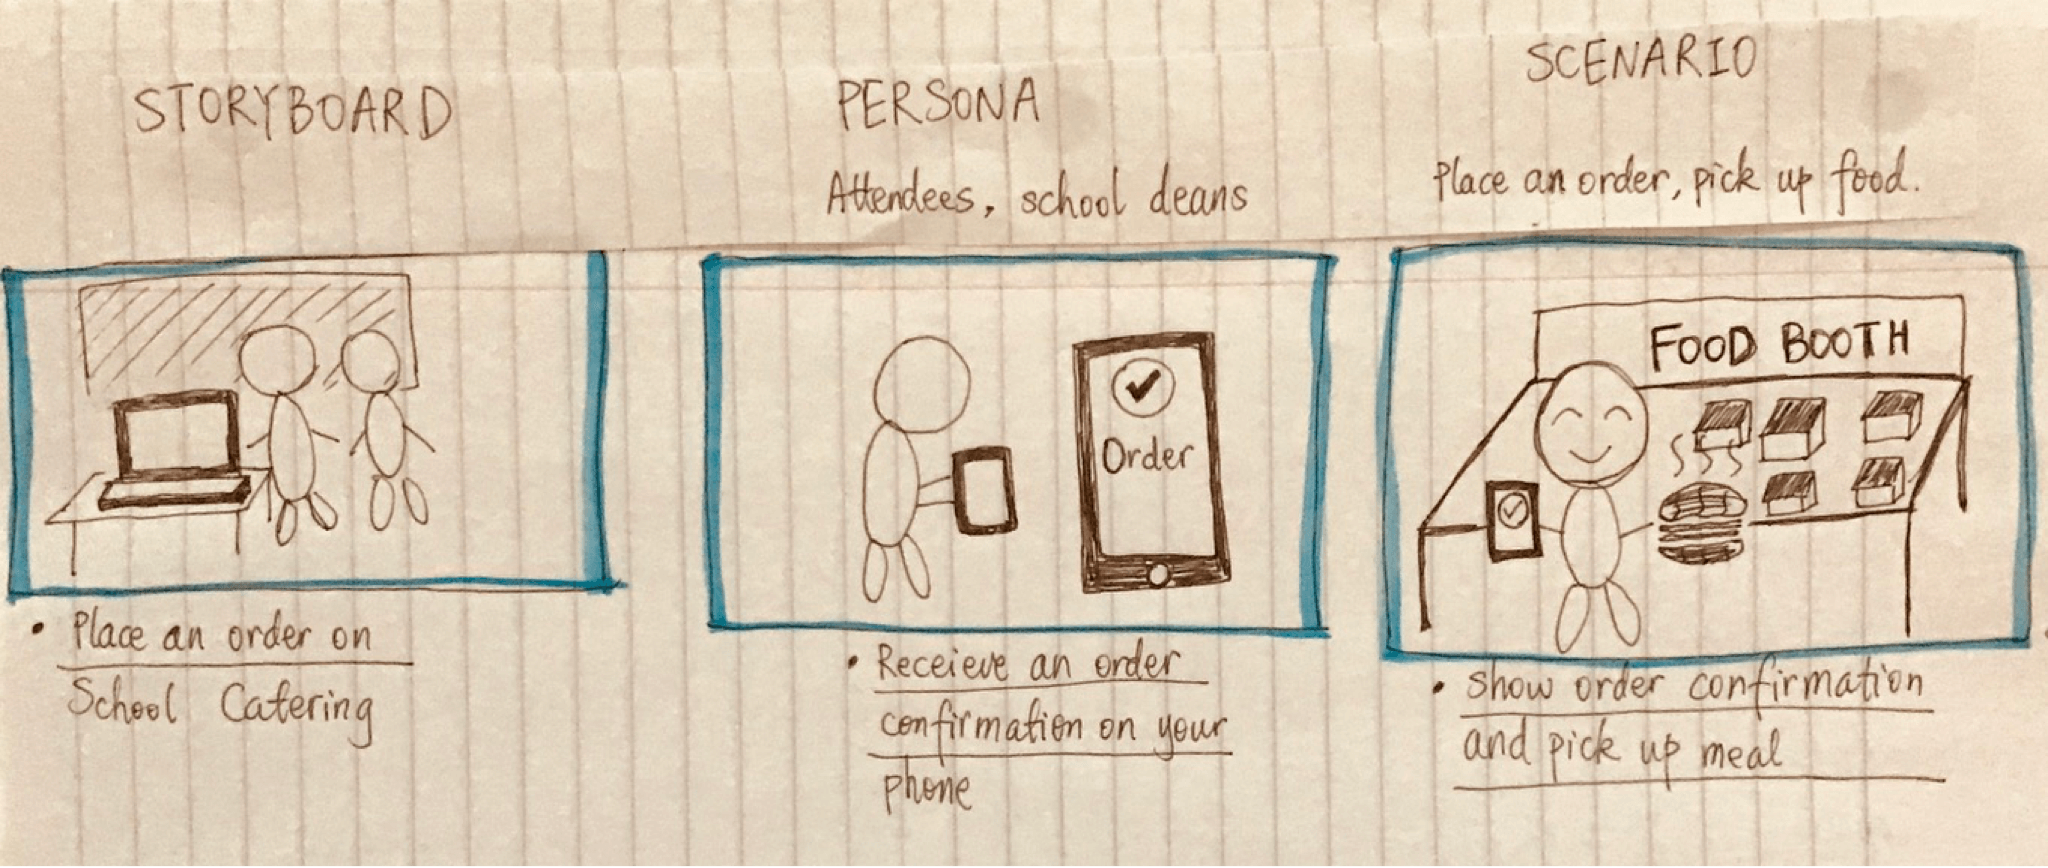 STORYBOARD
PERSONA
Attendees, school deans
SCENARIO
Place an order, pick up food.
• Place an order on
School Catering
Order
• Receieve an order
confirmation on your
phone
FOOD BOOTH
• Show order confirmation
and pick up meal